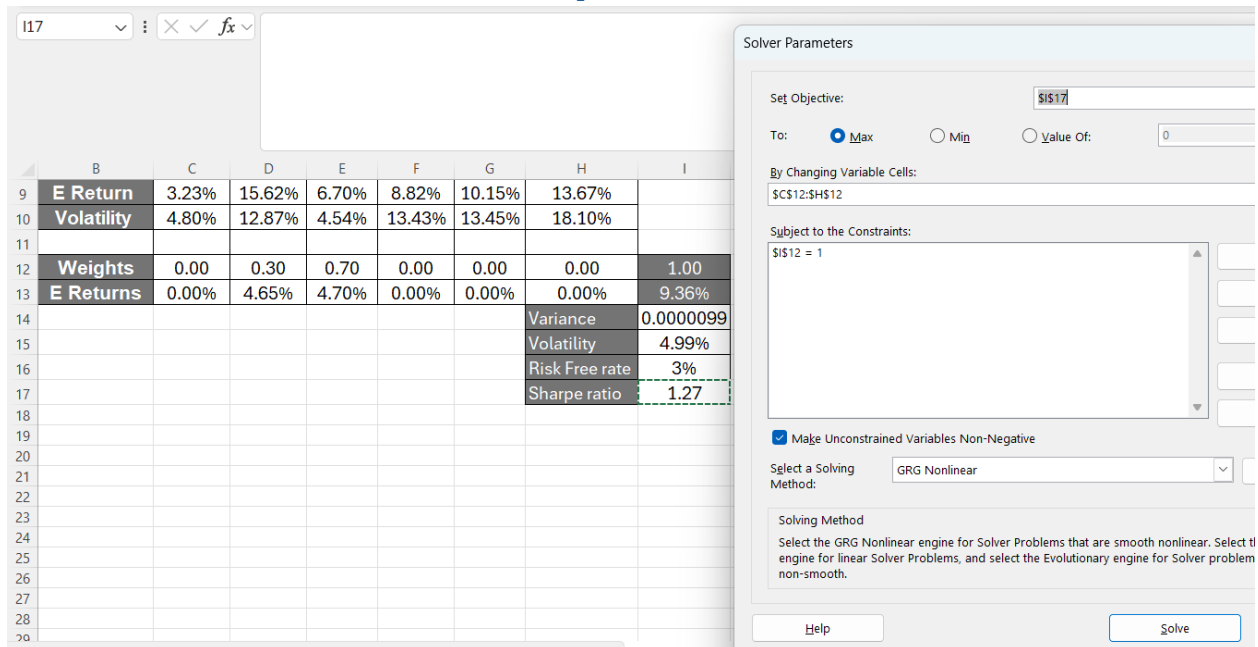 I17 fx
Solver Parameters
Set Objective: $I$17
To: Max Min Value Of: 0
By Changing Variable Cells:
$C$12:$H$12
Subject to the Constraints:
$I$12 = 1
Make Unconstrained Variables Non-Negative
Select a Solving Method: GRG Nonlinear
Solving Method
Select the GRG Nonlinear engine for Solver Problems that are smooth nonlinear. Select
engine for linear Solver Problems, and select the Evolutionary engine for Solver
non-smooth.
Help Solve
B C D E F G H I
9 E Return 3.23% 15.62% 6.70% 8.82% 10.15% 13.67%
10 Volatility 4.80% 12.87% 4.54% 13.43% 13.45% 18.10%
11
12 Weights 0.00 0.30 0.70 0.00 0.00 0.00 1.00
13 E Returns 0.00% 4.65% 4.70% 0.00% 0.00% 0.00% 9.36%
14 Variance 0.0000099
15 Volatility 4.99%
16 Risk Free rate 3%
17 Sharpe ratio 1.27
18
19
20
21
22
23
24
25
26
27
28
29